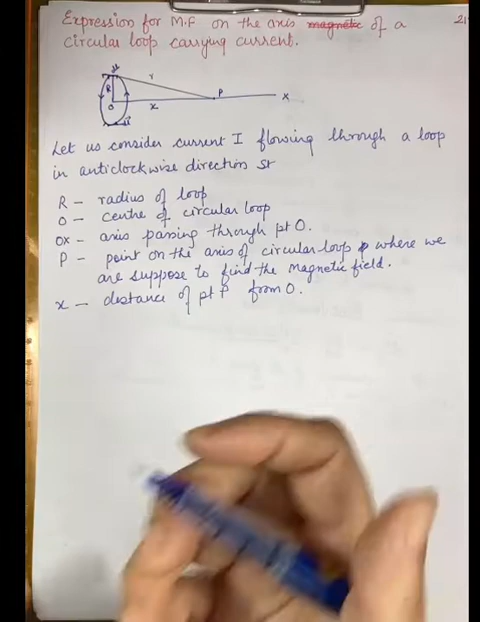 Expression for M.F on the axis magnetic of a
circular loop carrying current.
R
r
O
x
P
X
Let us consider current I flowing through a loop
in anticlockwise direction st
R - radius of loop
O - centre of circular loop
OX - axis passing through pt O.
P - point on the axis of circular loop p where we
are suppose to find the magnetic field.
x - distance of pt P from O.